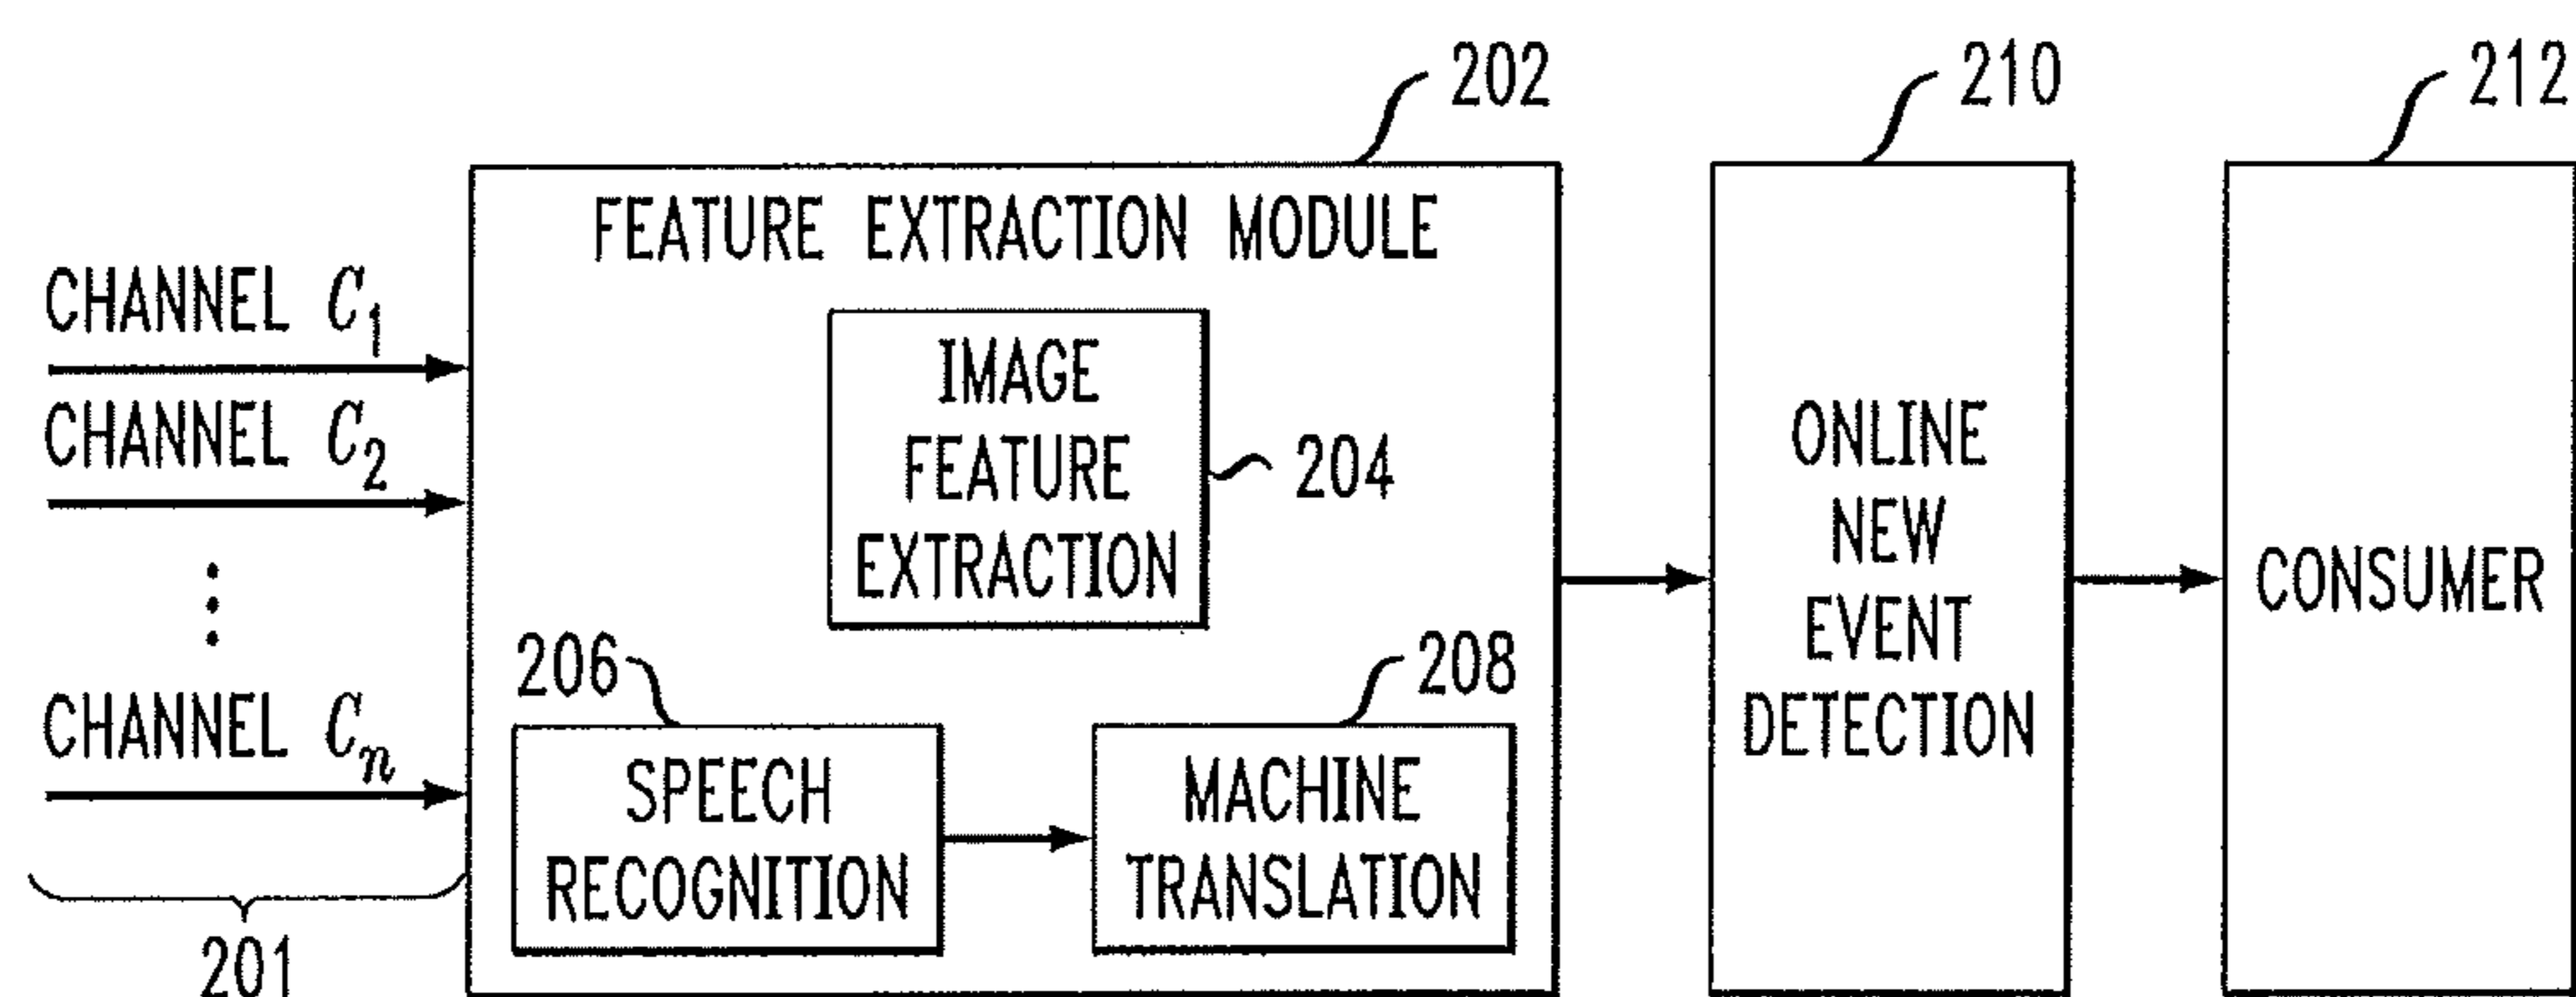 202
210
212
FEATURE EXTRACTION MODULE
CHANNEL C1
CHANNEL C2
CHANNEL Cn
201
IMAGE
FEATURE
EXTRACTION
204
206
SPEECH
RECOGNITION
208
MACHINE
TRANSLATION
ONLINE
NEW
EVENT
DETECTION
CONSUMER